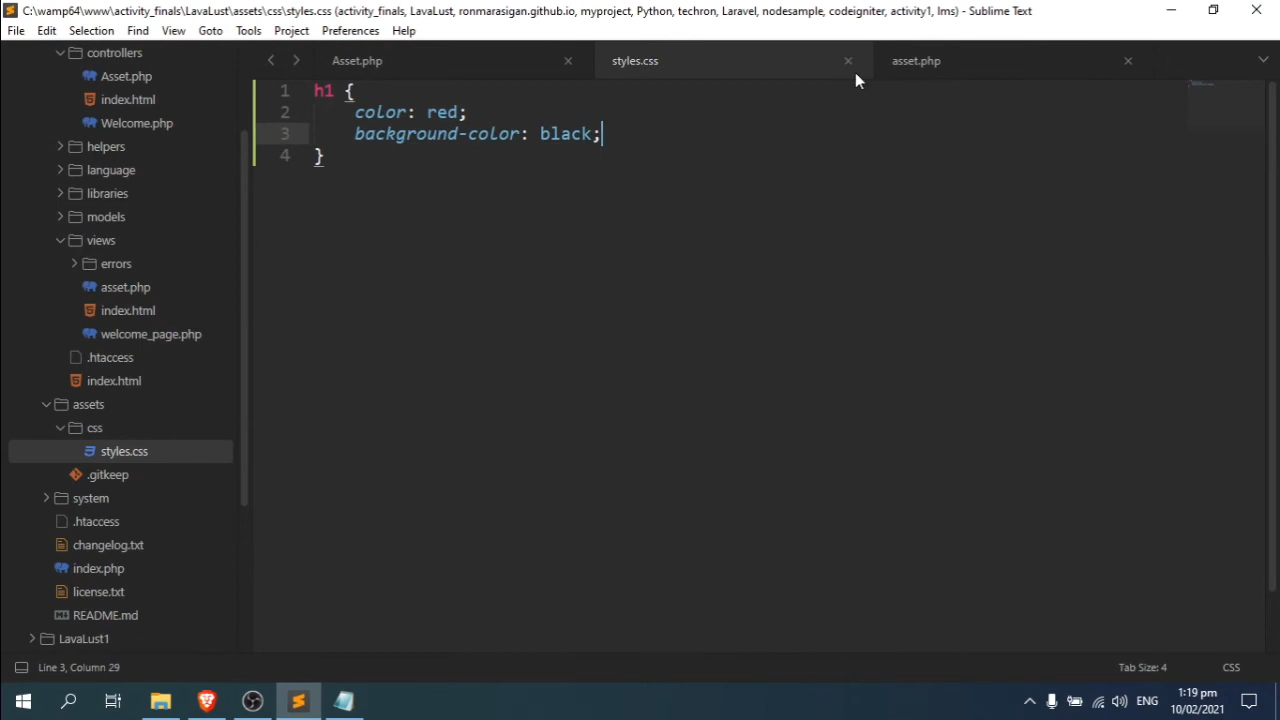 C:\wamp64\www\activity_finals\LavaLust\assets\css\styles.css (activity_finals, LavaLust, ronmarasigan.github.io, myproject, Python, techron, Laravel, nodesample, codeigniter, activity1, lms) - Sublime Text
File Edit Selection Find View Goto Tools Project Preferences Help
controllers
Asset.php
index.html
Welcome.php
helpers
language
libraries
models
views
errors
asset.php
index.html
welcome_page.php
.htaccess
index.html
assets
css
styles.css
.gitkeep
system
.htaccess
changelog.txt
index.php
license.txt
README.md
LavaLust1
Asset.php styles.css asset.php
1 h1 {
2 color: red;
3 background-color: black;
4 }
Line 3, Column 29 Tab Size: 4 CSS
ENG
1:19 pm
10/02/2021